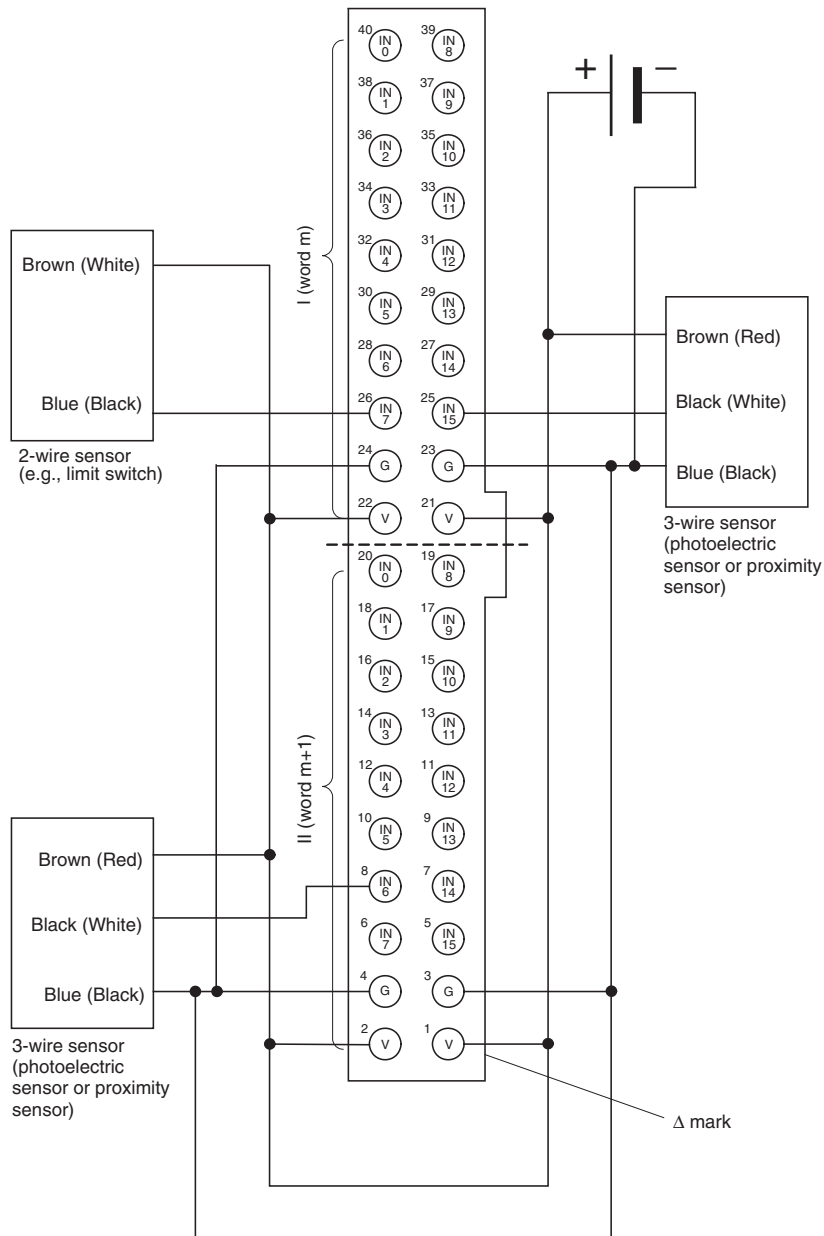 40 IN 0 39 IN 8
+ −
38 IN 1 37 IN 9
36 IN 2 35 IN 10
34 IN 3 33 IN 11
I (word m)
32 IN 4 31 IN 12
30 IN 5 29 IN 13
28 IN 6 27 IN 14
26 IN 7 25 IN 15
24 G 23 G
22 V 21 V
Brown (White)
Blue (Black)
2-wire sensor
(e.g., limit switch)
Brown (Red)
Black (White)
Blue (Black)
3-wire sensor
(photoelectric
sensor or proximity
sensor)
20 IN 0 19 IN 8
18 IN 1 17 IN 9
16 IN 2 15 IN 10
14 IN 3 13 IN 11
II (word m+1)
12 IN 4 11 IN 12
10 IN 5 9 IN 13
8 IN 6 7 IN 14
6 IN 7 5 IN 15
4 G 3 G
2 V 1 V
Brown (Red)
Black (White)
Blue (Black)
3-wire sensor
(photoelectric
sensor or proximity
sensor)
Δ mark